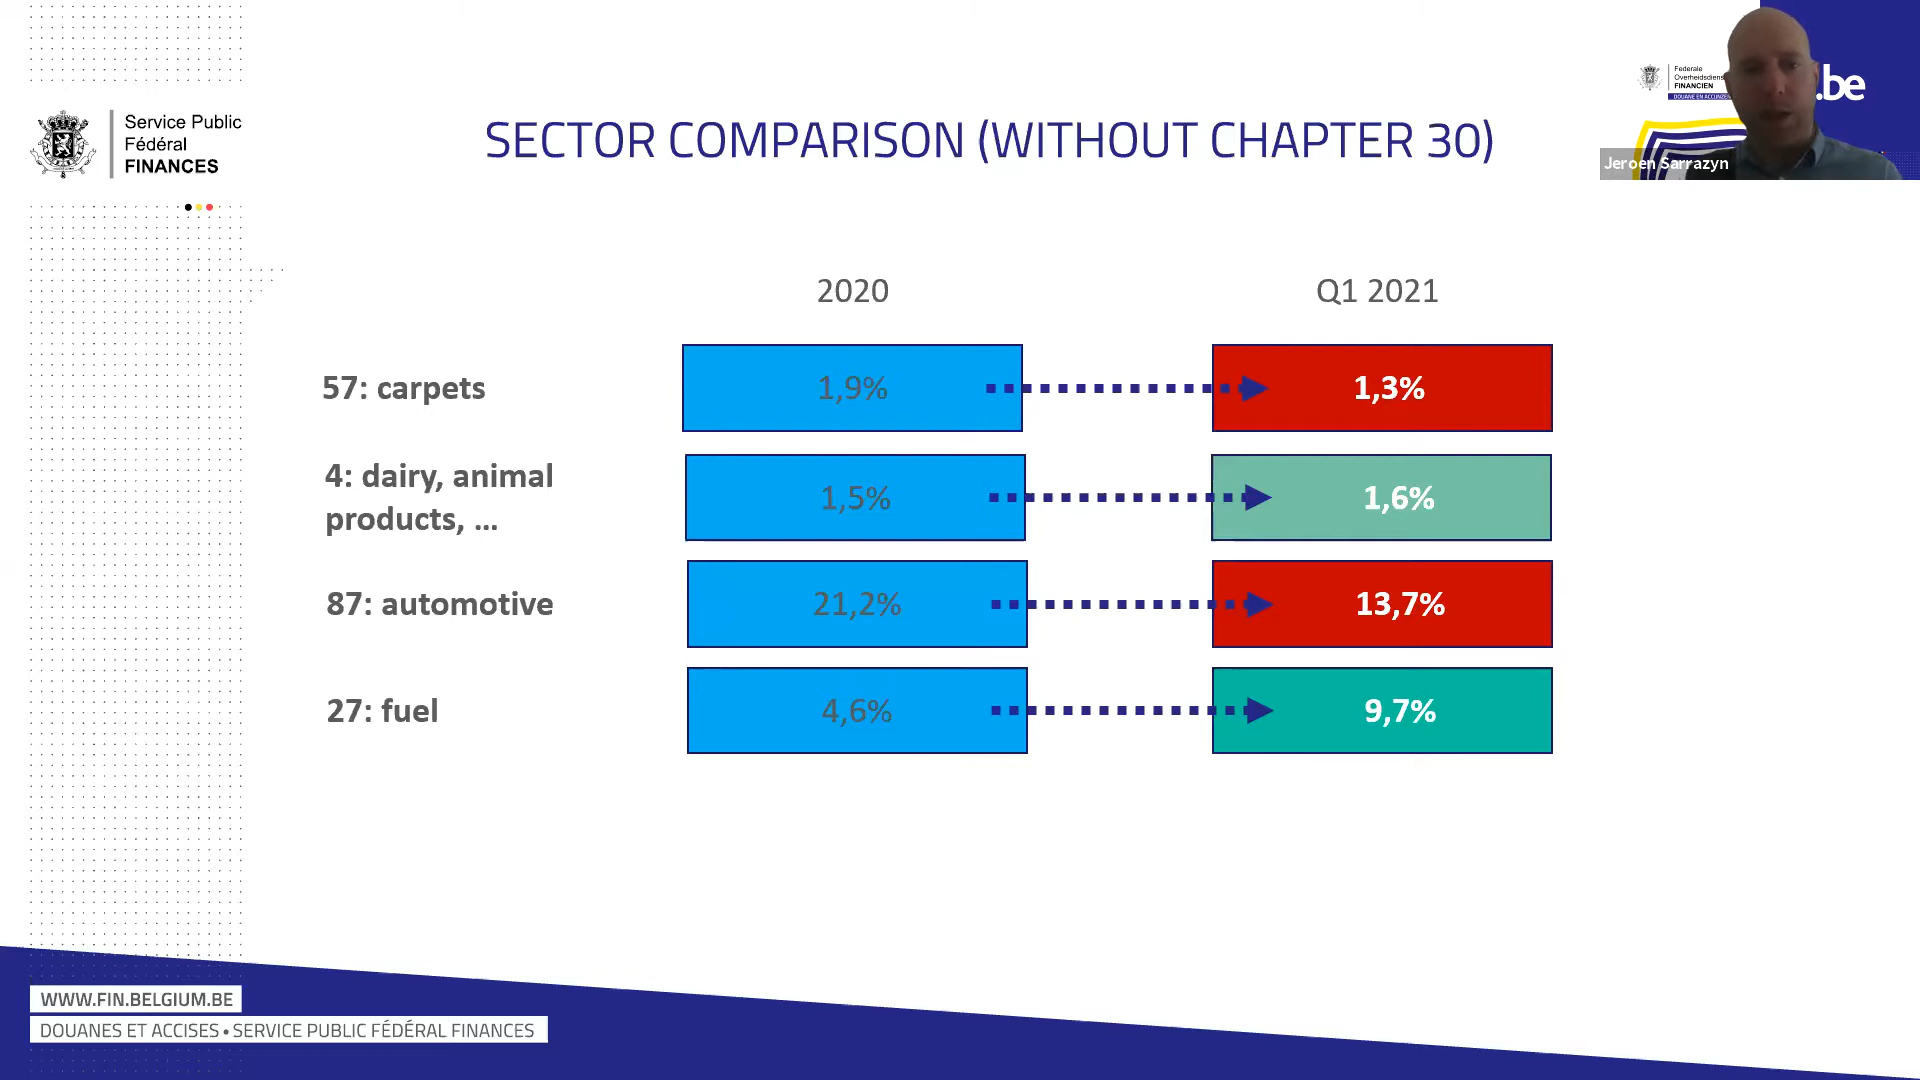 Service Public
Fédéral
FINANCES
SECTOR COMPARISON (WITHOUT CHAPTER 30)
Federale
Overheidsdienst
FINANCIEN
.be
Jeroen Sarrazyn
2020
Q1 2021
57: carpets
1,9%
1,3%
4: dairy, animal
products, ...
1,5%
1,6%
87: automotive
21,2%
13,7%
27: fuel
4,6%
9,7%
WWW.FIN.BELGIUM.BE
DOUANES ET ACCISES • SERVICE PUBLIC FÉDÉRAL FINANCES